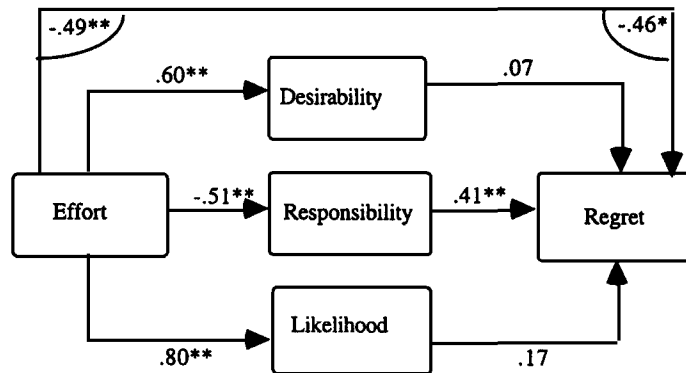 -.49**
-.46*
.60**
Desirability
.07
Effort
-.51**
Responsibility
.41**
Regret
.80**
Likelihood
.17